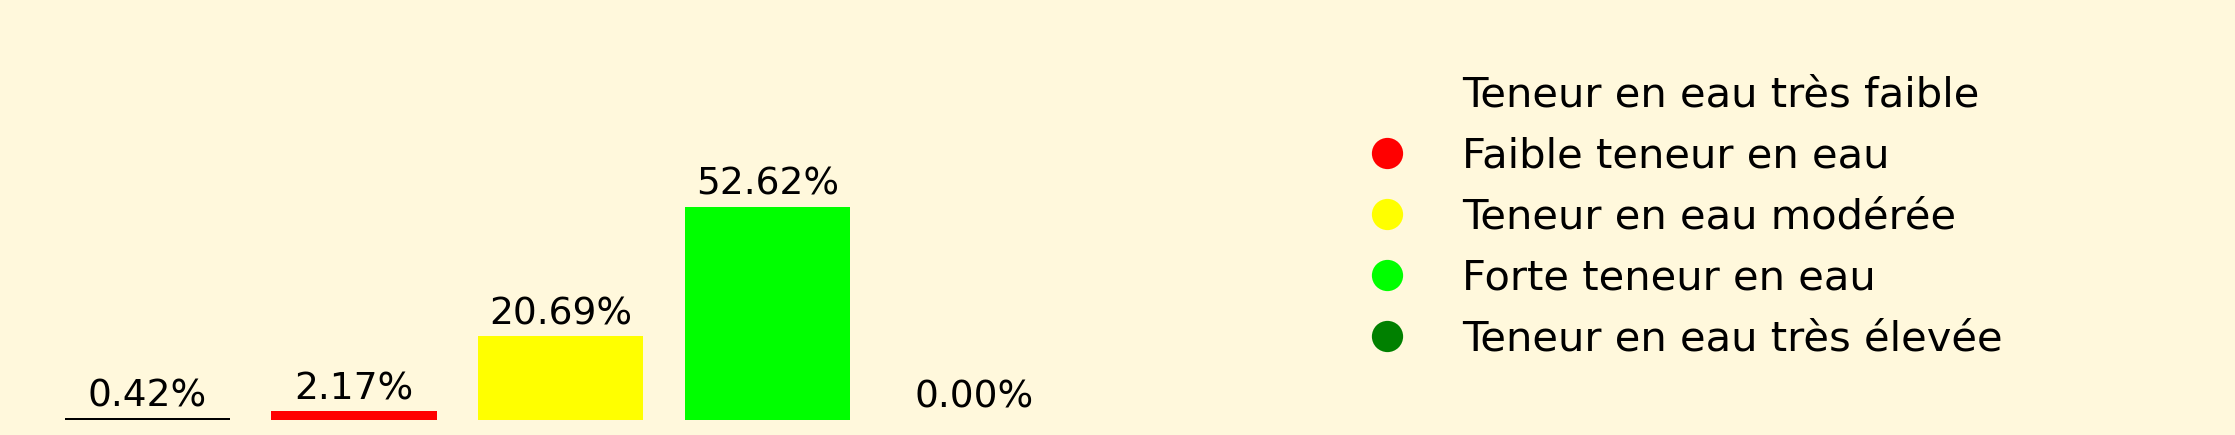 0.42%
2.17%
20.69%
52.62%
0.00%
Teneur en eau très faible
Faible teneur en eau
Teneur en eau modérée
Forte teneur en eau
Teneur en eau très élevée